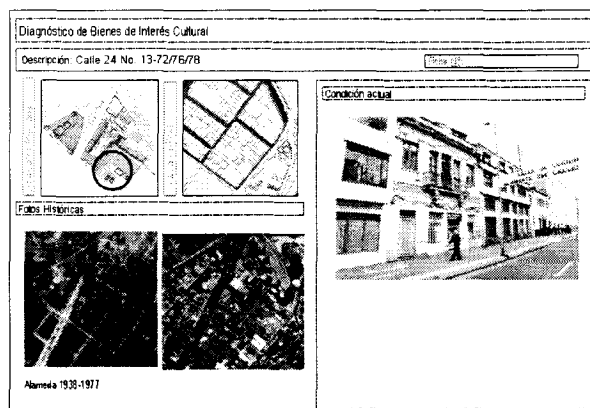 Diagnóstico de Bienes de Interés Cultural
Descripción: Calle 24 No. 13-72/76/78
Condición actual
Fotos Históricas
Alameda 1938-1977